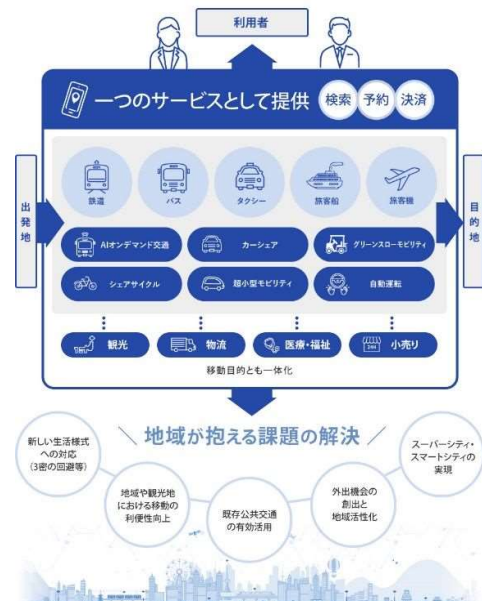 利用者
一つのサービスとして提供
検索
予約
決済
出発地
目的地
鉄道
バス
タクシー
旅客船
旅客機
AIオンデマンド交通
カーシェア
グリーンスローモビリティ
シェアサイクル
超小型モビリティ
自動運転
観光
物流
医療・福祉
小売り
移動目的とも一体化
地域が抱える課題の解決
新しい生活様式
への対応
(3密の回避等)
地域や観光地
における移動の
利便性向上
既存公共交通
の有効活用
外出機会の
創出と
地域活性化
スーパーシティ・
スマートシティの
実現